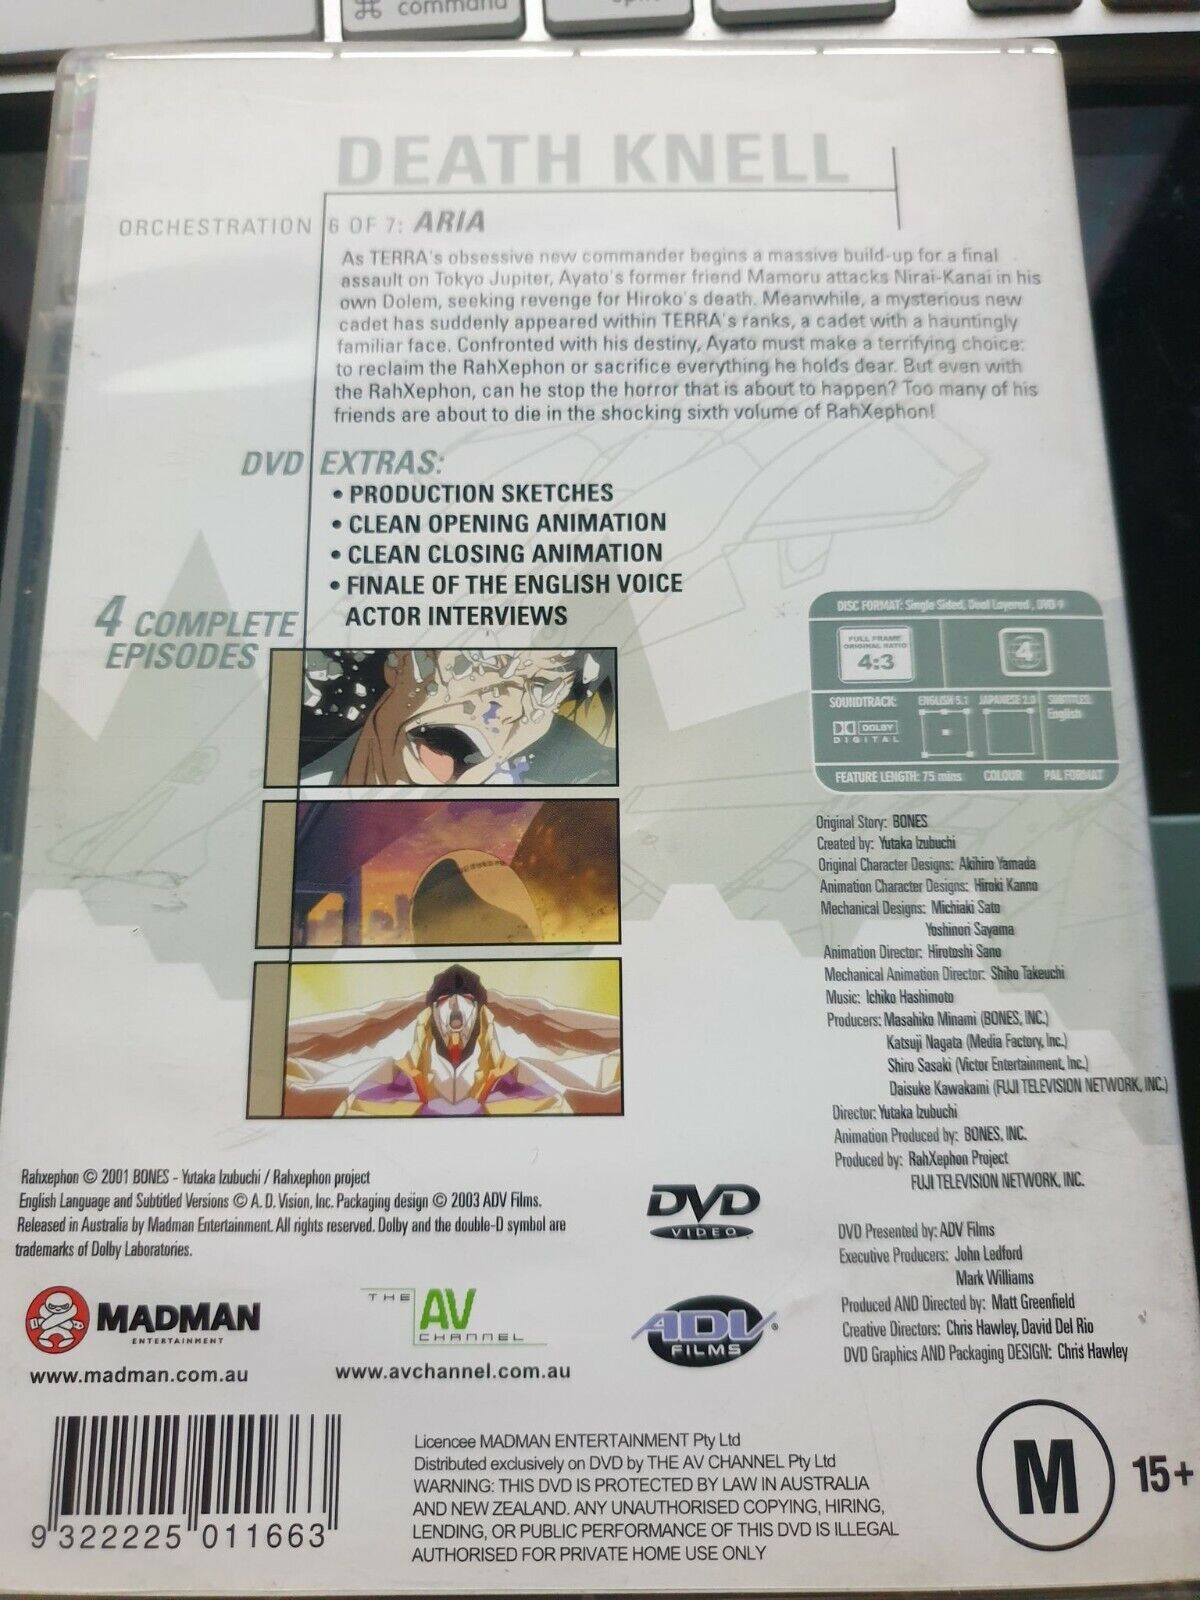 ⌘ command
DEATH KNELL
ORCHESTRATION 6 OF 7: ARIA
As TERRA's obsessive new commander begins a massive build-up for a final
assault on Tokyo Jupiter, Ayato's former friend Mamoru attacks Nirai-Kanai in his
own Dolem, seeking revenge for Hiroko's death. Meanwhile, a mysterious new
cadet has suddenly appeared within TERRA's ranks, a cadet with a hauntingly
familiar face. Confronted with his destiny, Ayato must make a terrifying choice:
to reclaim the RahXephon or sacrifice everything he holds dear. But even with
the RahXephon, can he stop the horror that is about to happen? Too many of his
friends are about to die in the shocking sixth volume of RahXephon!
DVD EXTRAS:
• PRODUCTION SKETCHES
• CLEAN OPENING ANIMATION
• CLEAN CLOSING ANIMATION
• FINALE OF THE ENGLISH VOICE
ACTOR INTERVIEWS
4 COMPLETE
EPISODES
DISC FORMAT: Single Sided, Dual Layered, DVD 9
FULL FRAME
ORIGINAL RATIO
4:3
4
SOUNDTRACK: ENGLISH 5.1 JAPANESE 2.0 SUBTITLES:
English
DOLBY
DIGITAL
FEATURE LENGTH: 75 mins COLOUR PAL FORMAT
Original Story: BONES
Created by: Yutaka Izubuchi
Original Character Designs: Akihiro Yamada
Animation Character Designs: Hiroki Kanno
Mechanical Designs: Michiaki Sato
Yoshinori Sayama
Animation Director: Hirotoshi Sano
Mechanical Animation Director: Shiho Takeuchi
Music: Ichiko Hashimoto
Producers: Masahiko Minami (BONES, INC.)
Katsuji Nagata (Media Factory, Inc.)
Shiro Sasaki (Victor Entertainment, Inc.)
Daisuke Kawakami (FUJI TELEVISION NETWORK, INC.)
Director: Yutaka Izubuchi
Animation Produced by: BONES, INC.
Produced by: RahXephon Project
FUJI TELEVISION NETWORK, INC.
DVD Presented by: ADV Films
Executive Producers: John Ledford
Mark Williams
Produced AND Directed by: Matt Greenfield
Creative Directors: Chris Hawley, David Del Rio
DVD Graphics AND Packaging DESIGN: Chris Hawley
Rahxephon © 2001 BONES - Yutaka Izubuchi / Rahxephon project
English Language and Subtitled Versions © A. D. Vision, Inc. Packaging design © 2003 ADV Films.
Released in Australia by Madman Entertainment. All rights reserved. Dolby and the double-D symbol are
trademarks of Dolby Laboratories.
DVD
VIDEO
MADMAN
ENTERTAINMENT
www.madman.com.au
THE
AV
CHANNEL
www.avchannel.com.au
ADV
FILMS
9 322225 011663
Licencee MADMAN ENTERTAINMENT Pty Ltd
Distributed exclusively on DVD by THE AV CHANNEL Pty Ltd
WARNING: THIS DVD IS PROTECTED BY LAW IN AUSTRALIA
AND NEW ZEALAND. ANY UNAUTHORISED COPYING, HIRING,
LENDING, OR PUBLIC PERFORMANCE OF THIS DVD IS ILLEGAL
AUTHORISED FOR PRIVATE HOME USE ONLY
M 15+